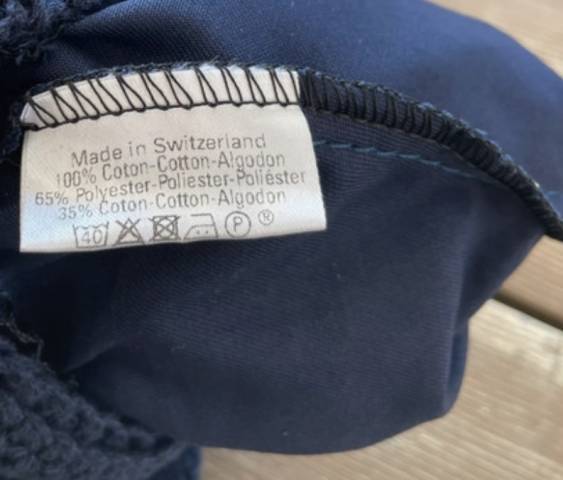 Made in Switzerland
100% Coton-Cotton-Algodon
65% Polyester-Poliester-Poliéster
35% Coton-Cotton-Algodon
40 P ®